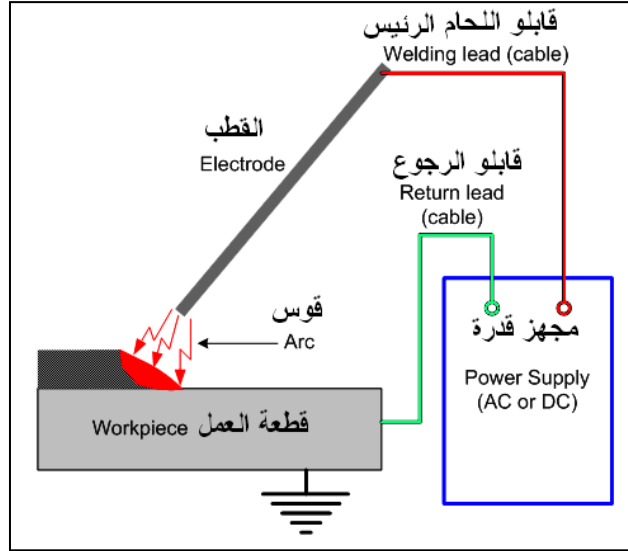 قابلو اللحام الرئيس
Welding lead (cable)
القطب
Electrode
قابلو الرجوع
Return lead
(cable)
قوس
Arc
مجهز قدرة
Power Supply
(AC or DC)
Workpiece قطعة العمل